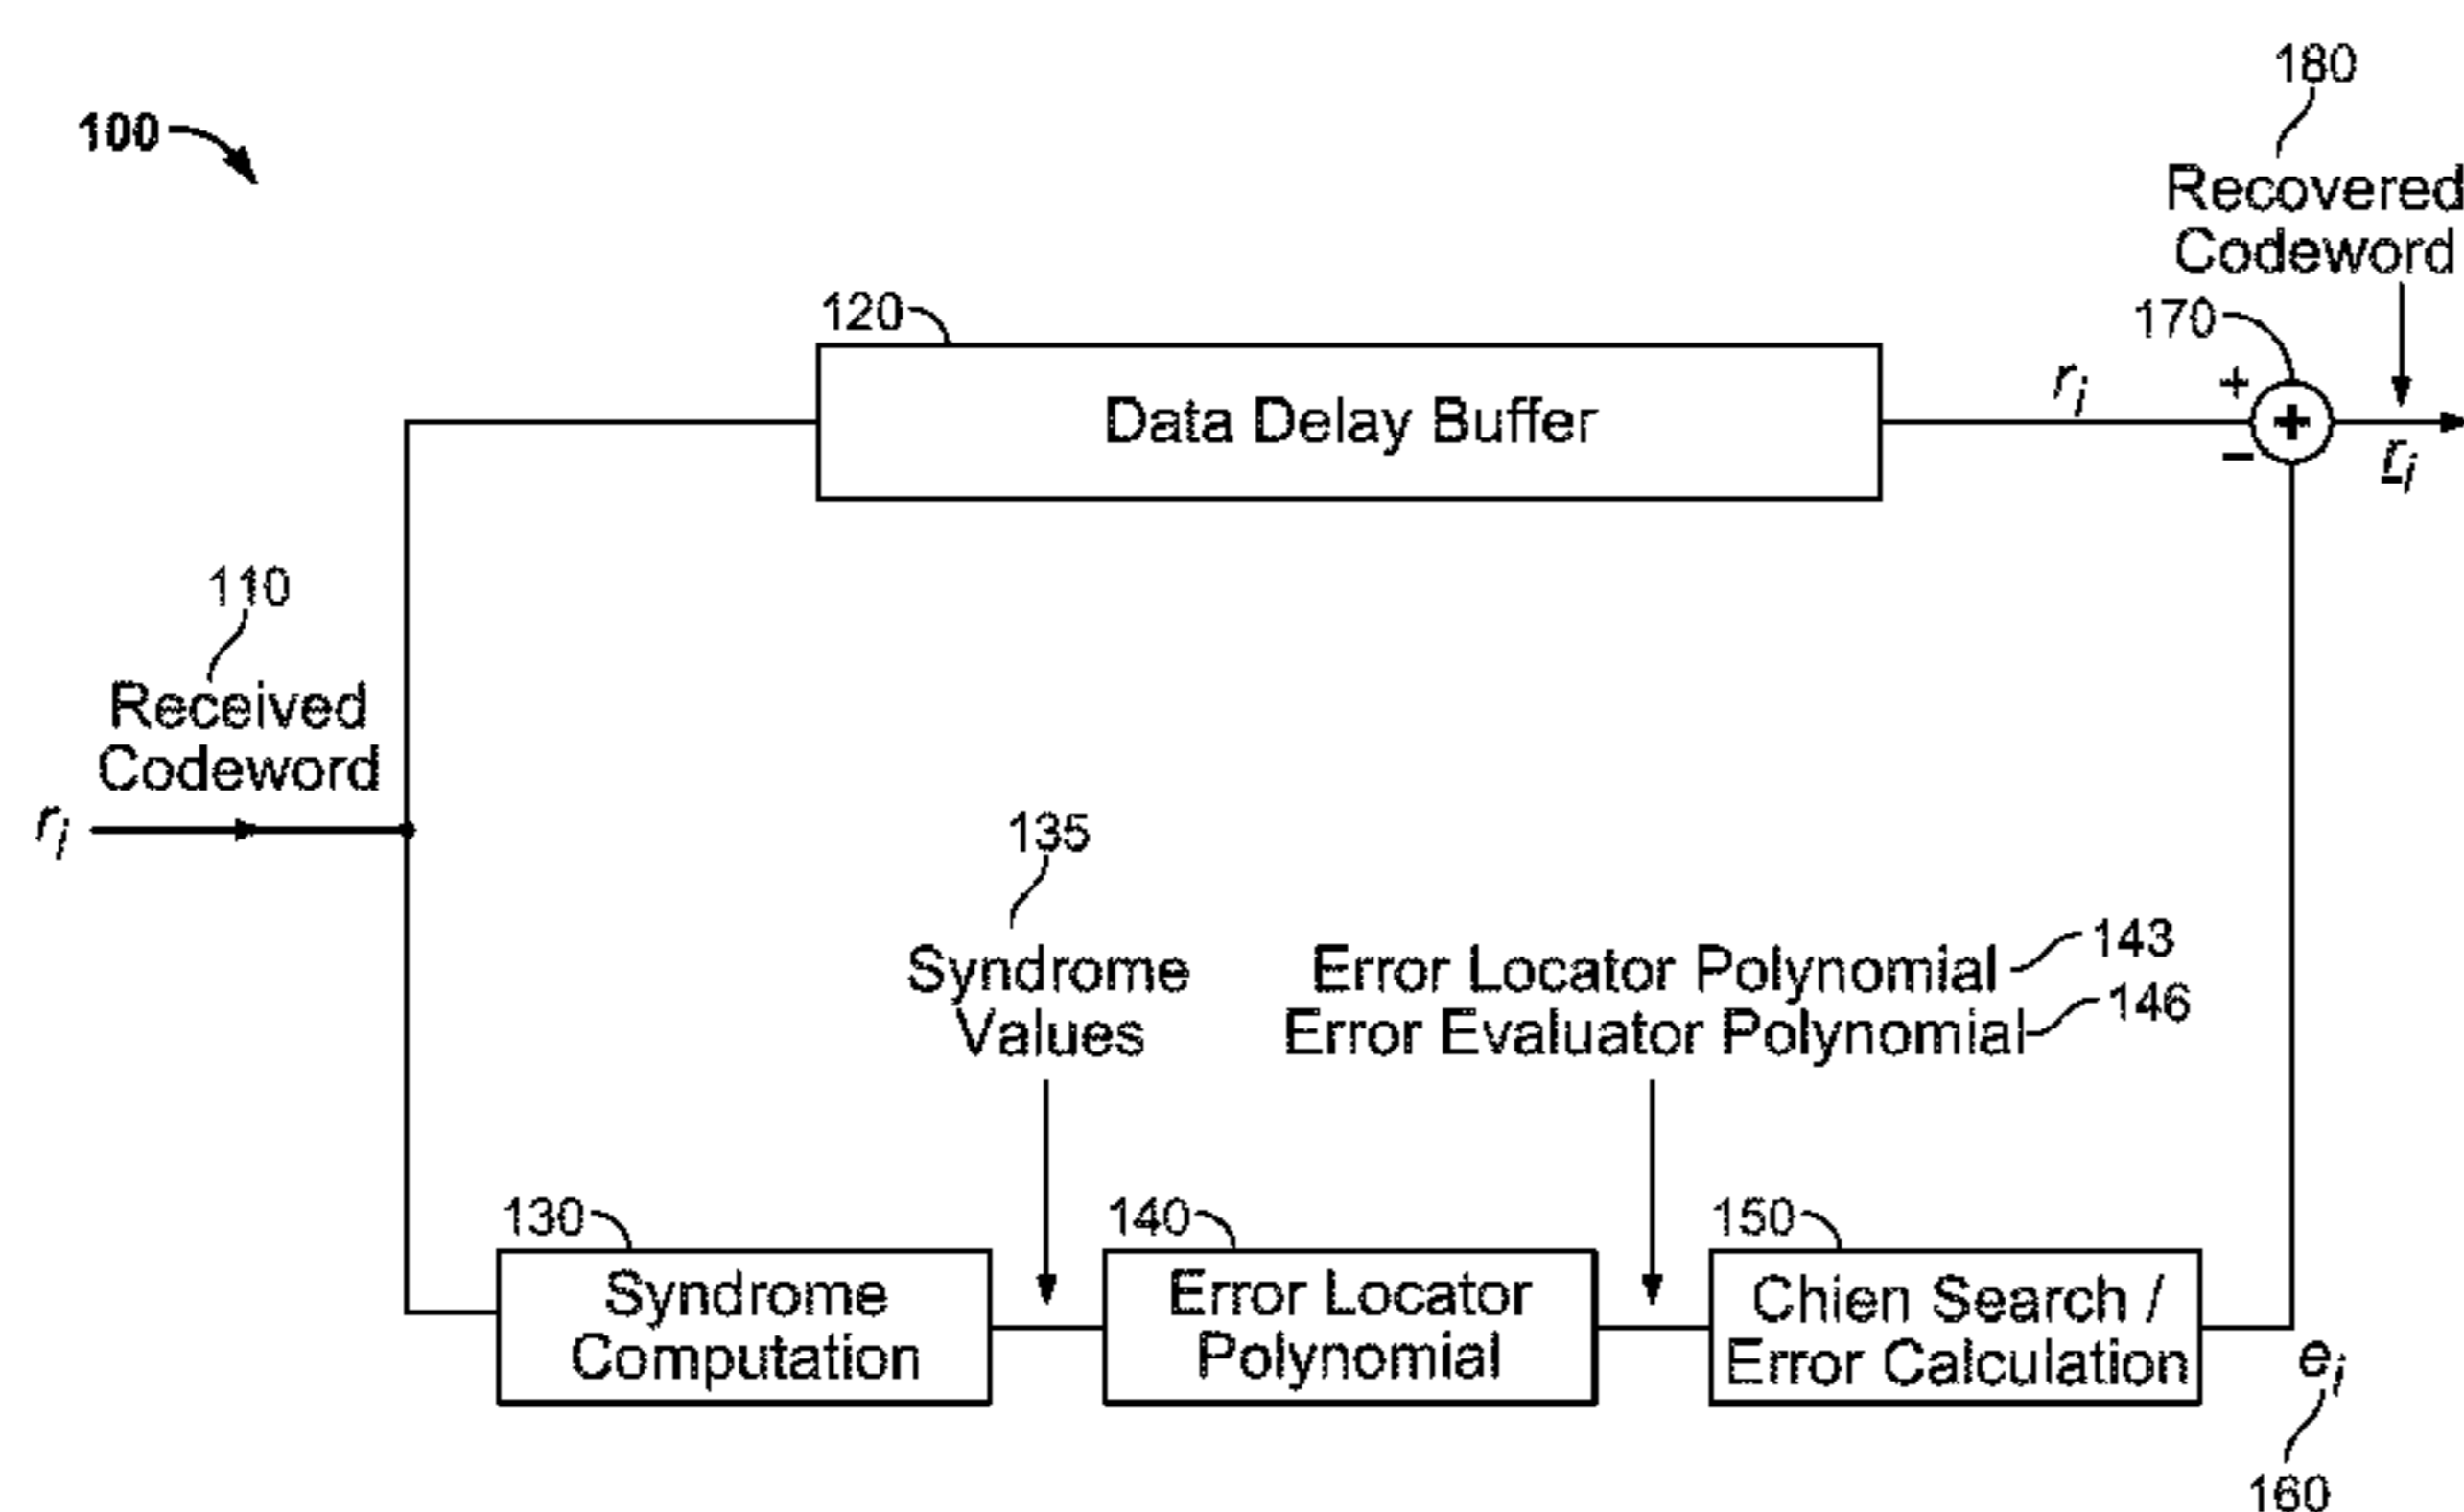 100
180
Recovered
Codeword
120
170
Data Delay Buffer
r_i
+
−
+
r_i
110
Received
Codeword
r_i
135
Syndrome
Values
Error Locator Polynomial 143
Error Evaluator Polynomial 146
130
140
150
Syndrome
Computation
Error Locator
Polynomial
Chien Search /
Error Calculation
e_i
160